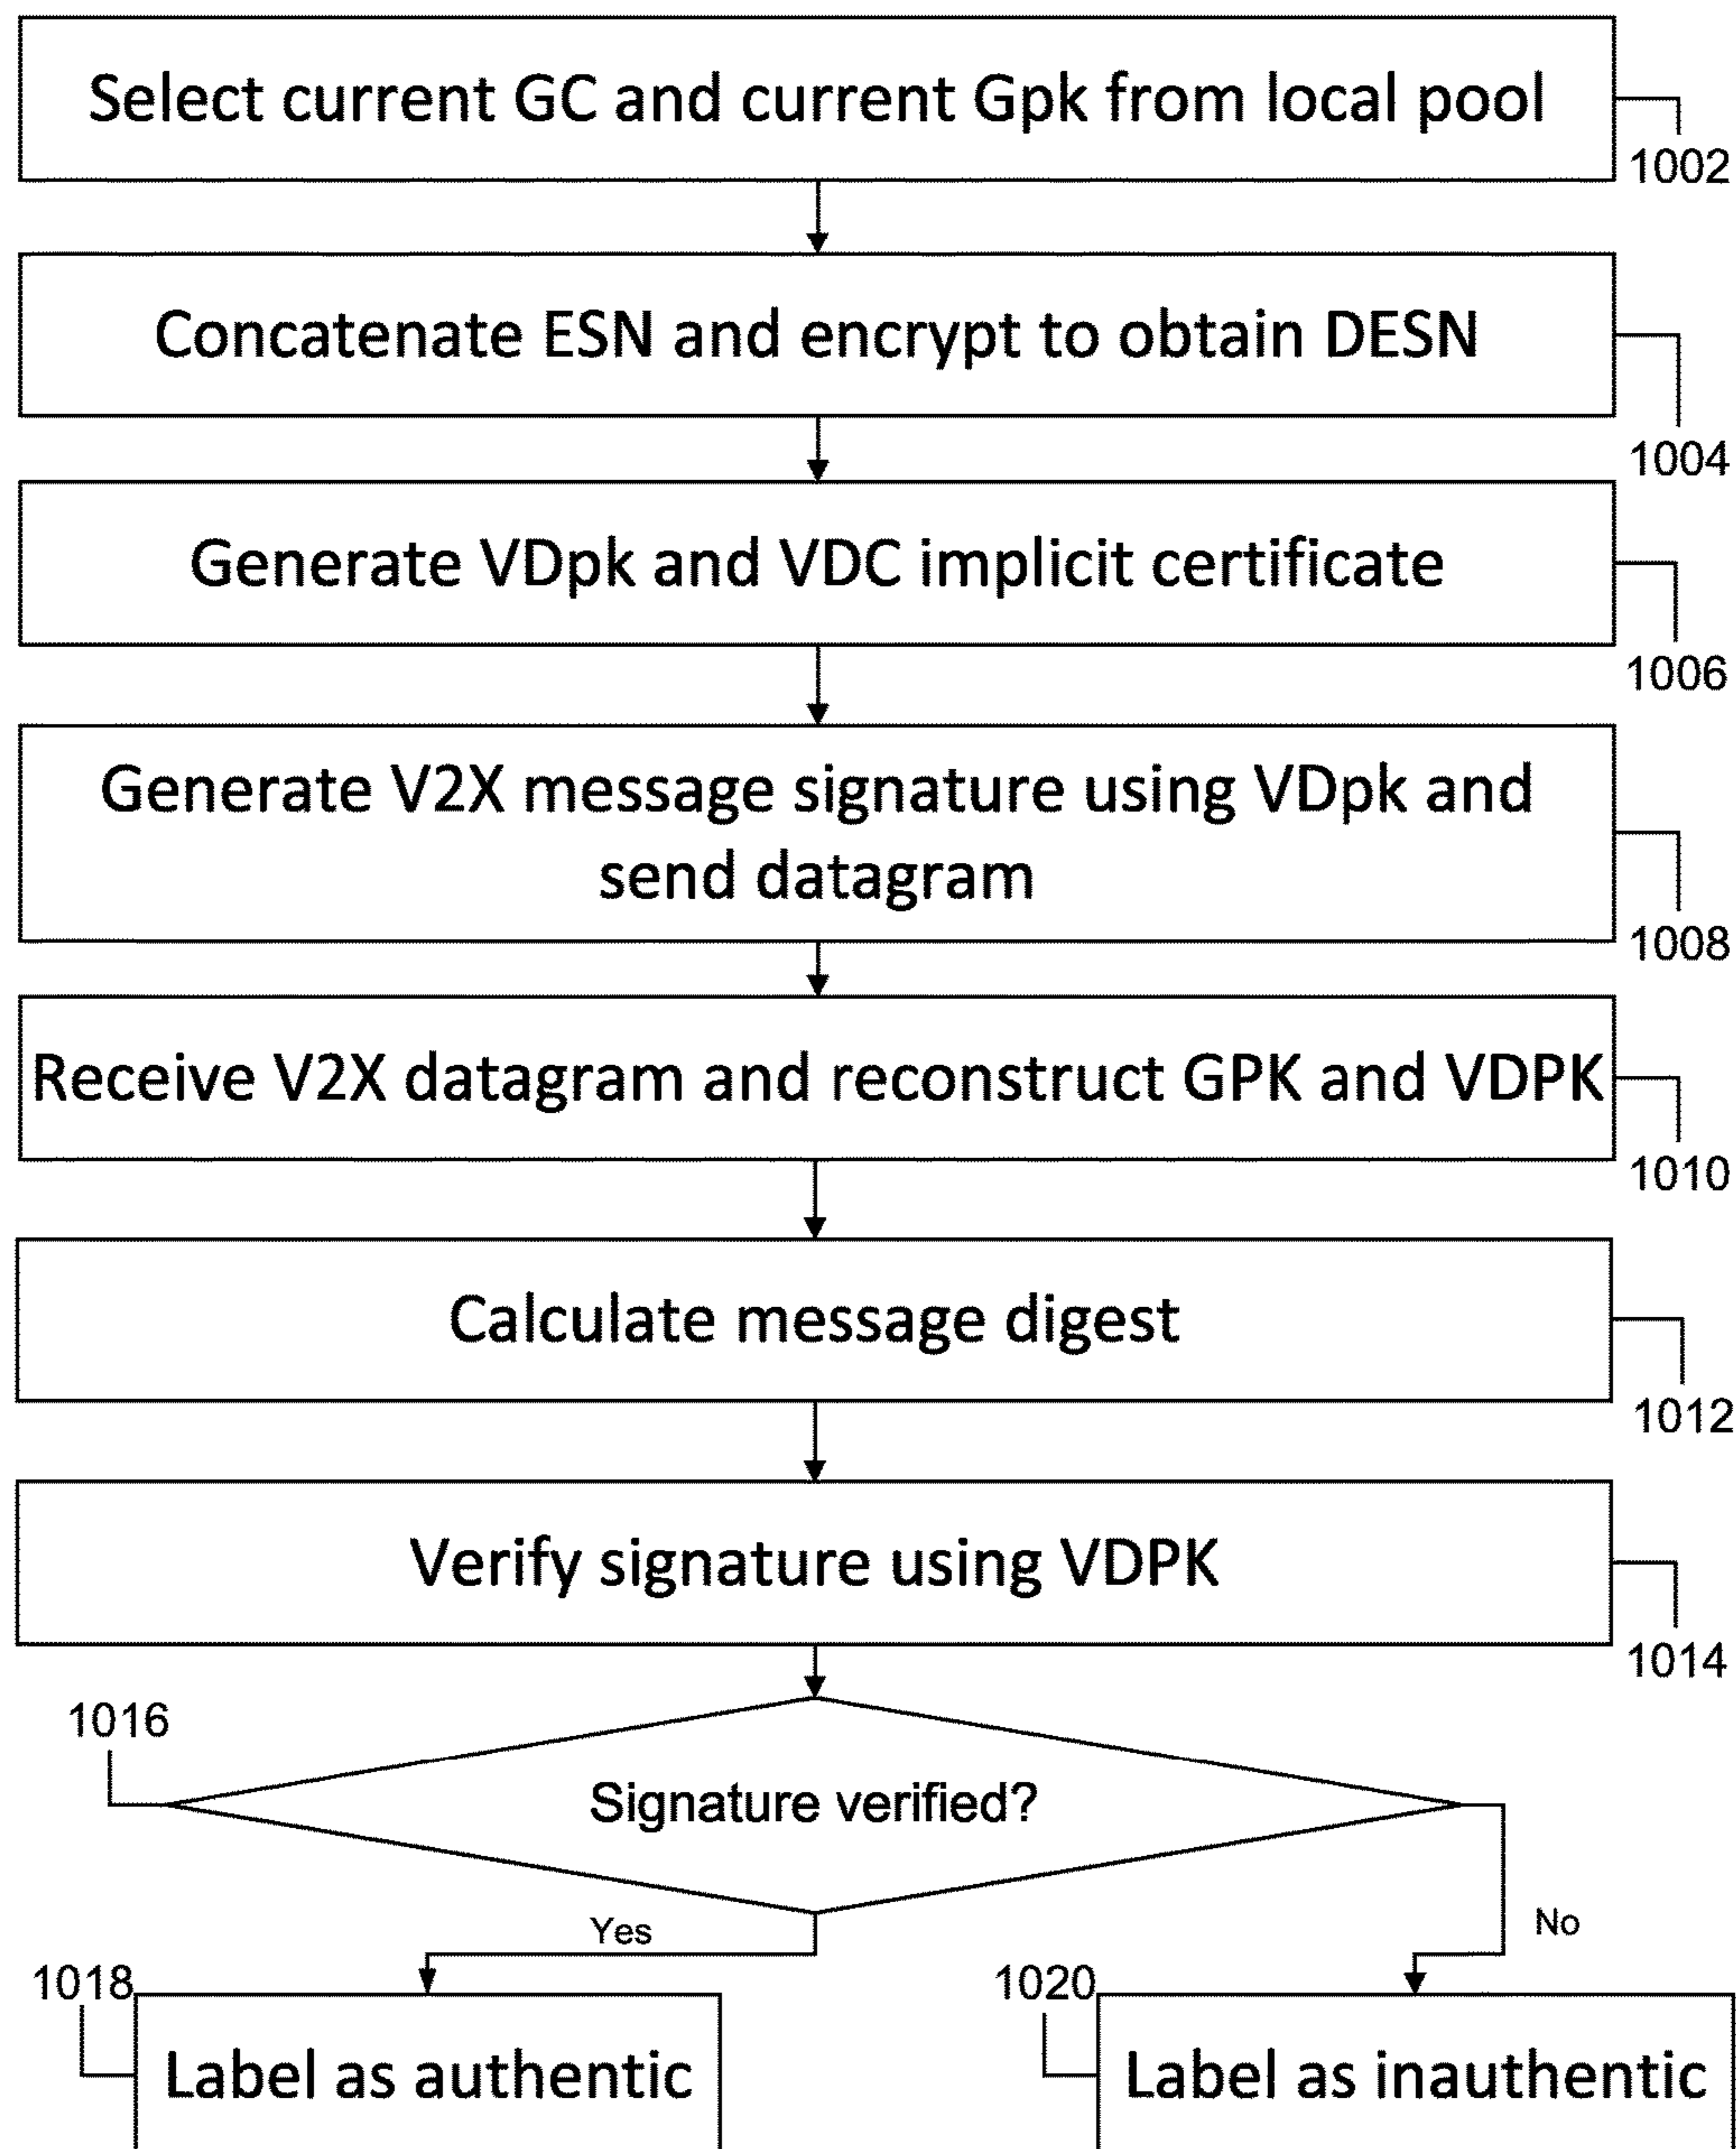 Select current GC and current Gpk from local pool
1002
Concatenate ESN and encrypt to obtain DESN
1004
Generate VDpk and VDC implicit certificate
1006
Generate V2X message signature using VDpk and
send datagram
1008
Receive V2X datagram and reconstruct GPK and VDPK
1010
Calculate message digest
1012
Verify signature using VDPK
1014
1016
Signature verified?
Yes
No
1018
Label as authentic
1020
Label as inauthentic